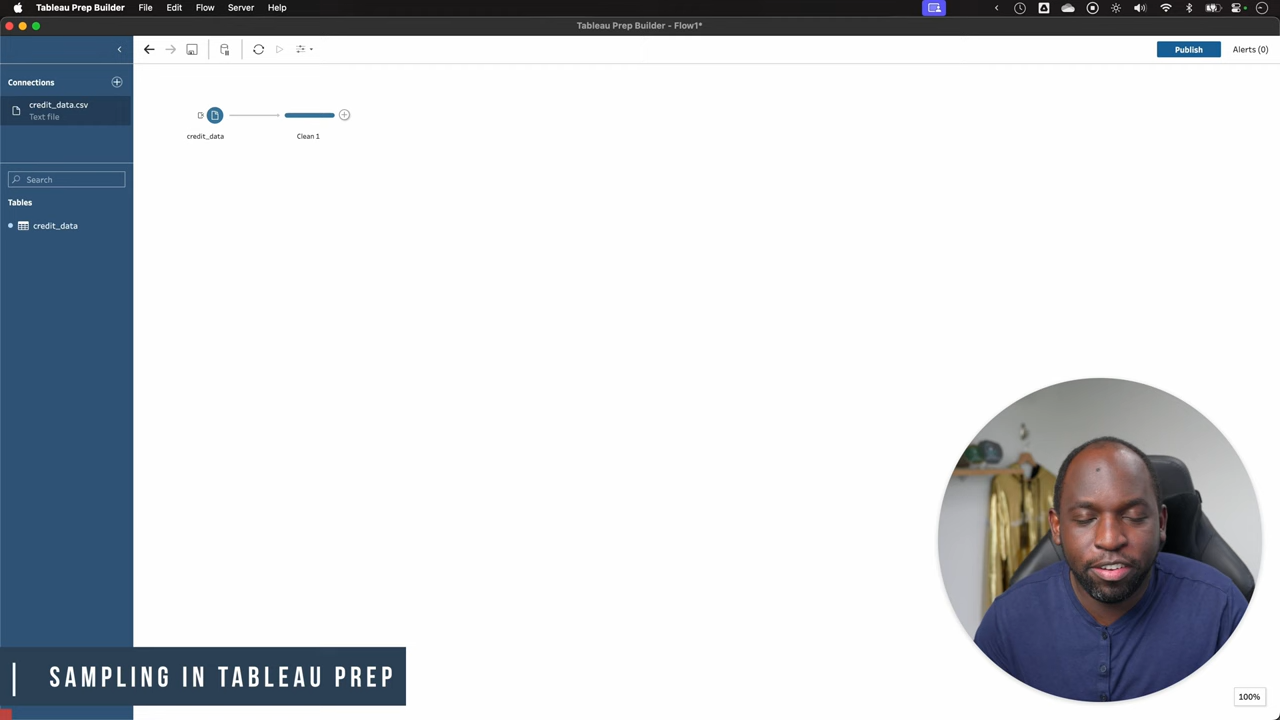 Tableau Prep Builder File Edit Flow Server Help
Tableau Prep Builder - Flow1*
Publish Alerts (0)
Connections
credit_data.csv
Text file
credit_data Clean 1
Search
Tables
credit_data
SAMPLING IN TABLEAU PREP
100%